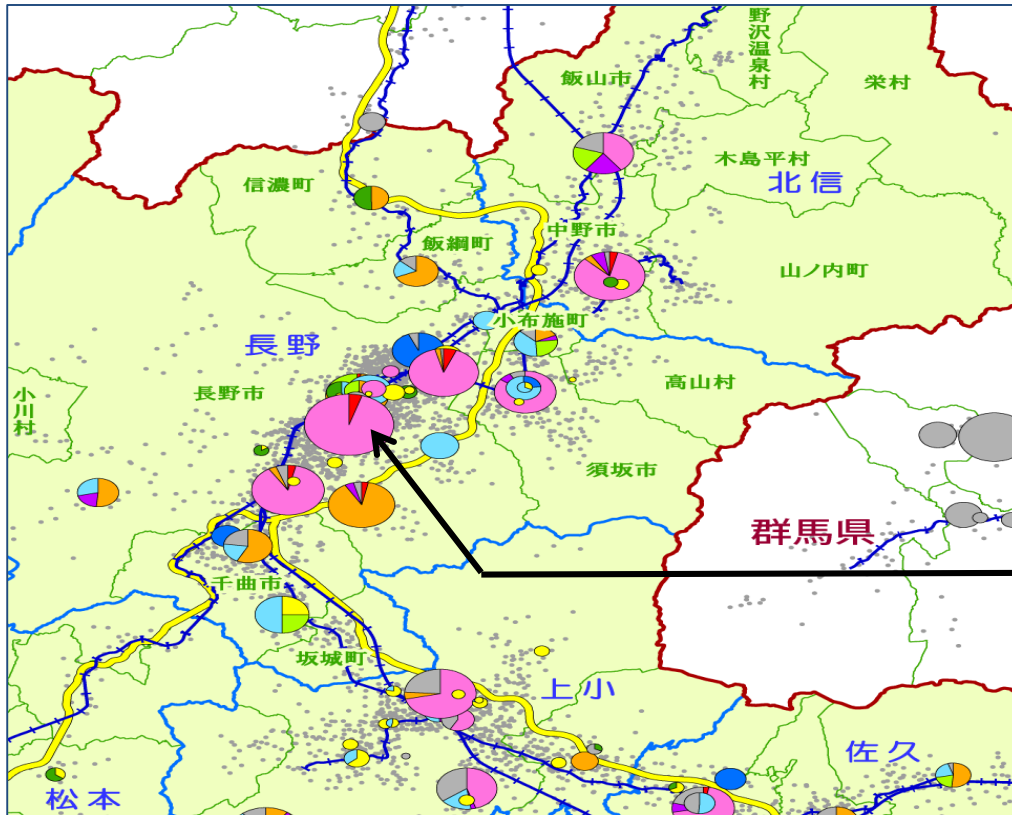 野沢温泉村
飯山市
栄村
木島平村
北信
信濃町
中野市
飯綱町
山ノ内町
小布施町
長野
高山村
長野市
小川村
須坂市
群馬県
千曲市
坂城町
上小
佐久
松本